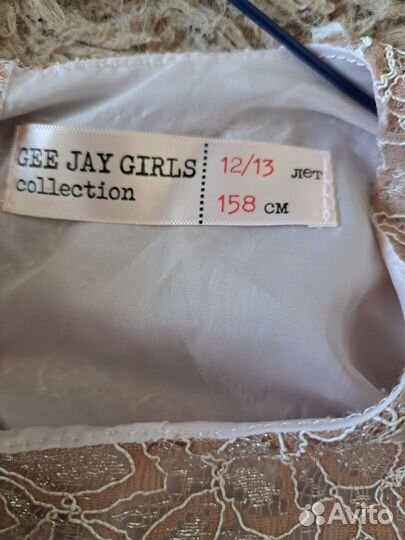 GEE JAY GIRLS
collection
12/13 лет
158 см
Avito